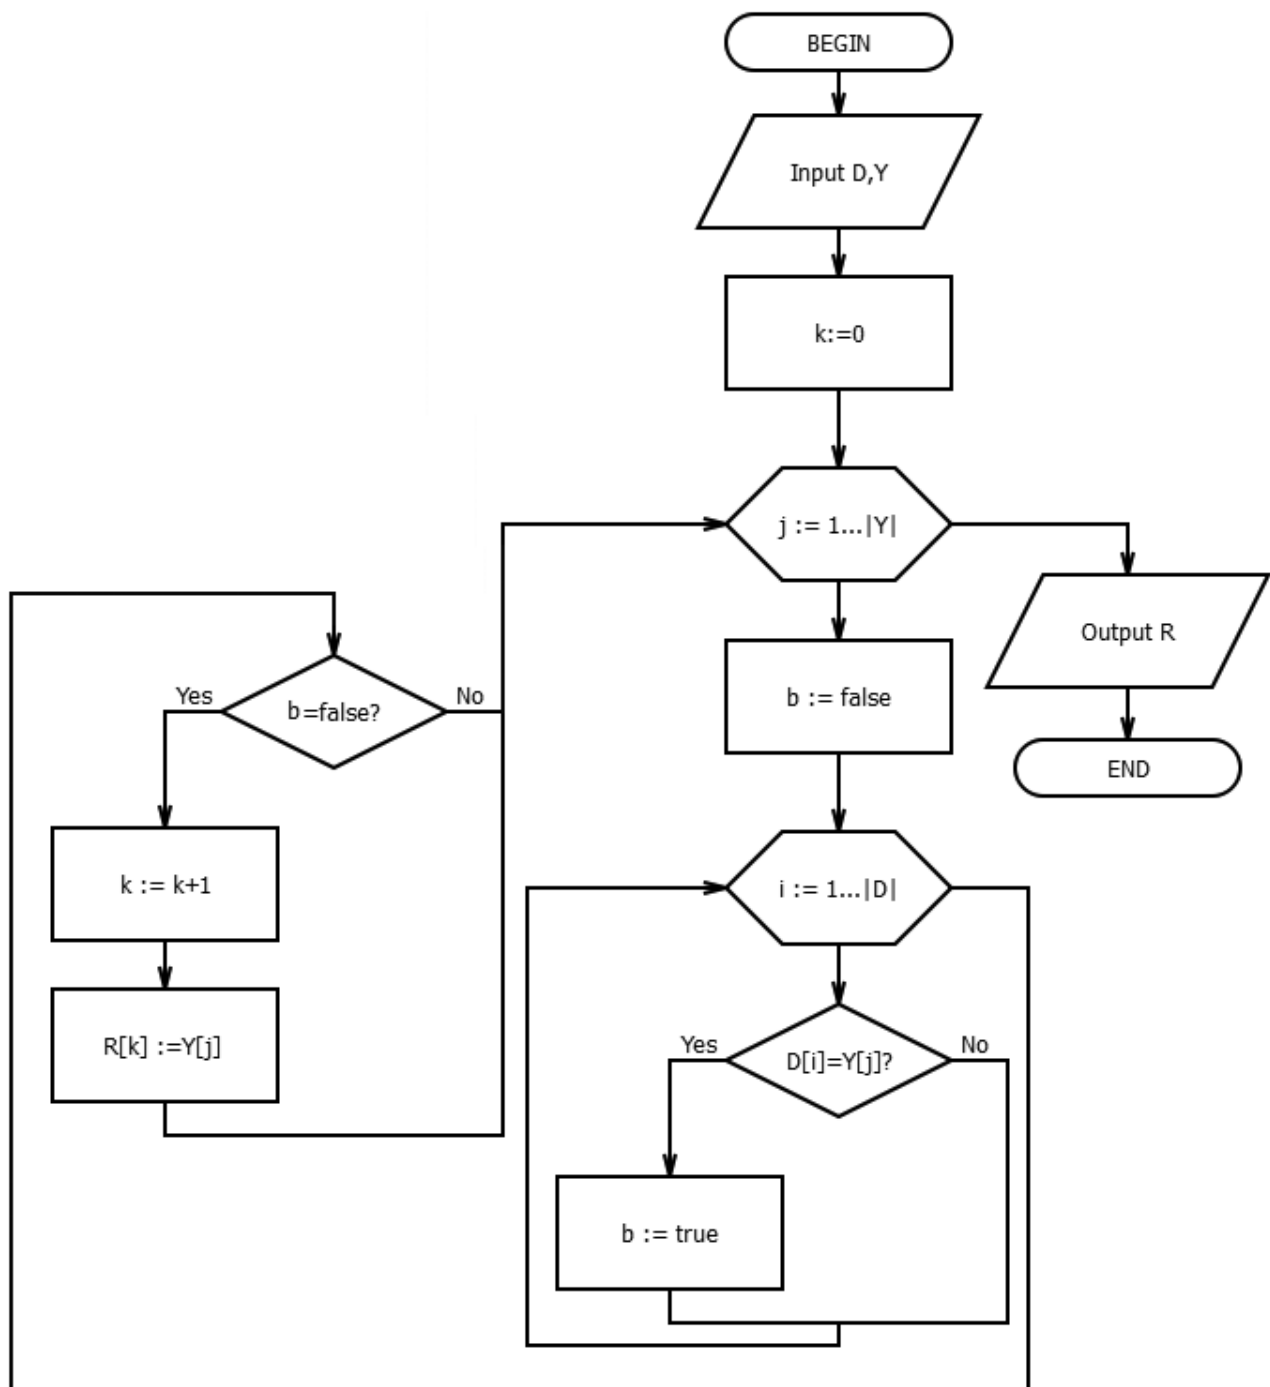 BEGIN
Input D,Y
k:=0
j := 1...|Y|
Output R
END
b := false
i := 1...|D|
D[i]=Y[j]?
Yes
No
b := true
b=false?
Yes
No
k := k+1
R[k] :=Y[j]